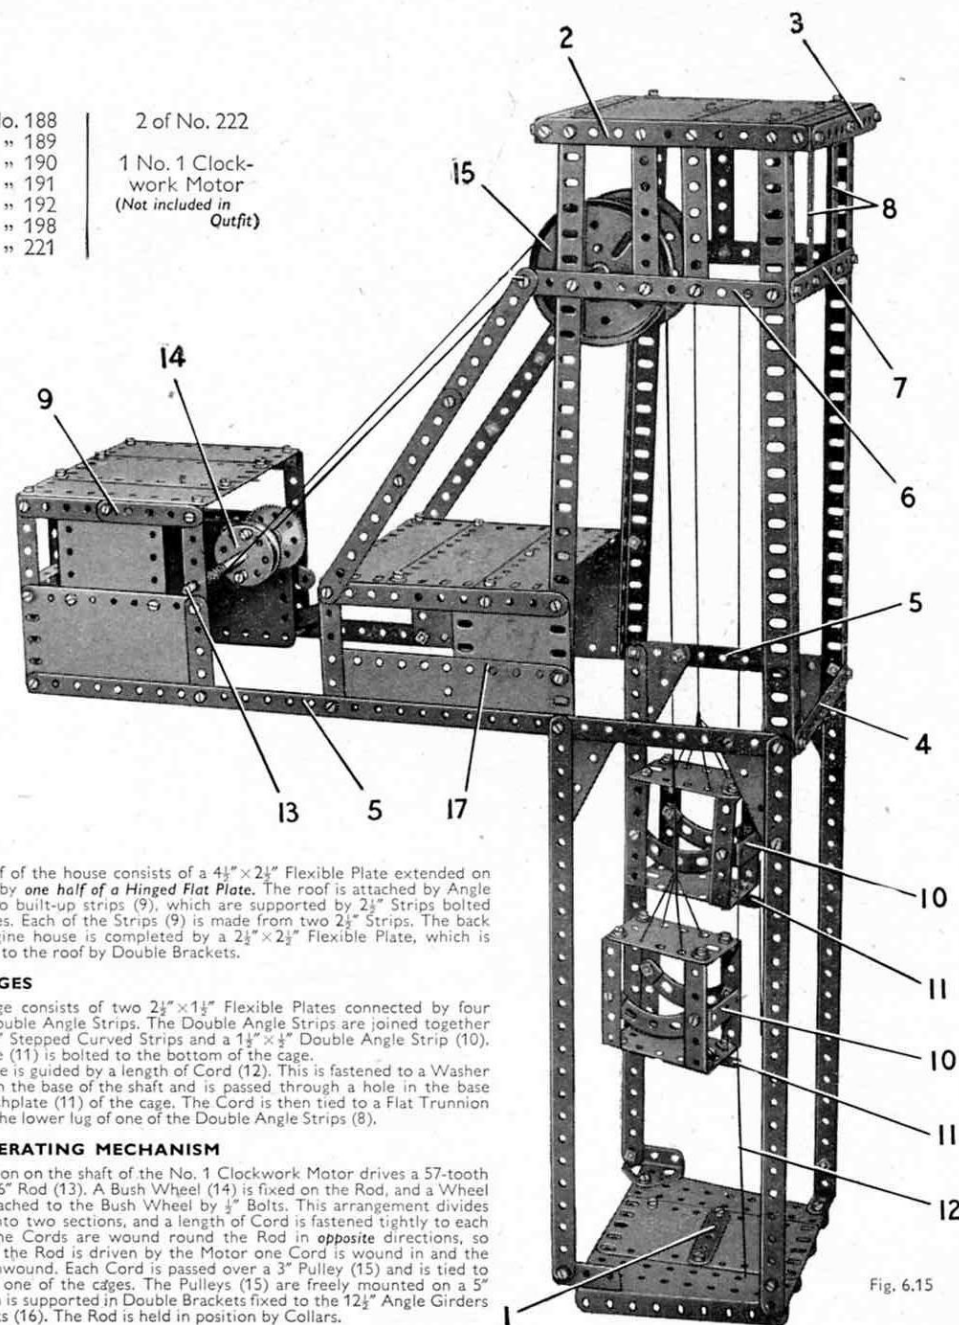 2
3
No. 188
2 of No. 222
„ 189
„ 190
1 No. 1 Clock-
„ 191
work Motor
„ 192
(Not included in
„ 198
Outfit)
„ 221
15
8
14
9
7
6
5
4
13
5
17
10
11
10
11
12
1
of of the house consists of a 4½″×2½″ Flexible Plate extended on
by one half of a Hinged Flat Plate. The roof is attached by Angle
to built-up strips (9), which are supported by 2½″ Strips bolted
es. Each of the Strips (9) is made from two 2½″ Strips. The back
gine house is completed by a 2½″×2½″ Flexible Plate, which is
to the roof by Double Brackets.
GES
ge consists of two 2½″×1½″ Flexible Plates connected by four
ouble Angle Strips. The Double Angle Strips are joined together
″ Stepped Curved Strips and a 1½″×½″ Double Angle Strip (10).
e (11) is bolted to the bottom of the cage.
e is guided by a length of Cord (12). This is fastened to a Washer
n the base of the shaft and is passed through a hole in the base
shplate (11) of the cage. The Cord is then tied to a Flat Trunnion
the lower lug of one of the Double Angle Strips (8).
ERATING MECHANISM
on on the shaft of the No. 1 Clockwork Motor drives a 57-tooth
6″ Rod (13). A Bush Wheel (14) is fixed on the Rod, and a Wheel
ached to the Bush Wheel by ½″ Bolts. This arrangement divides
nto two sections, and a length of Cord is fastened tightly to each
ne Cords are wound round the Rod in opposite directions, so
the Rod is driven by the Motor one Cord is wound in and the
nwound. Each Cord is passed over a 3″ Pulley (15) and is tied to
one of the cages. The Pulleys (15) are freely mounted on a 5″
h is supported in Double Brackets fixed to the 12½″ Angle Girders
ks (16). The Rod is held in position by Collars.
Fig. 6.15